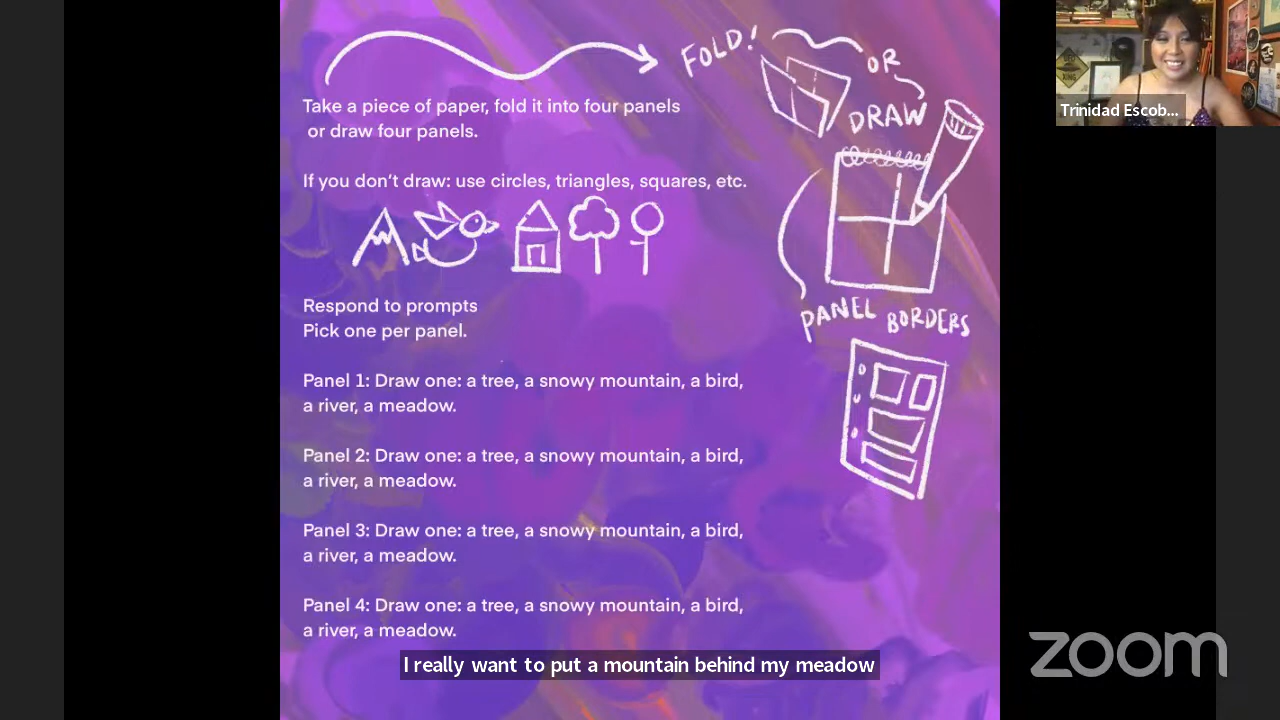 FOLD!
OR
DRAW
Take a piece of paper, fold it into four panels
or draw four panels.
If you don't draw: use circles, triangles, squares, etc.
PANEL BORDERS
Respond to prompts
Pick one per panel.
Panel 1: Draw one: a tree, a snowy mountain, a bird,
a river, a meadow.
Panel 2: Draw one: a tree, a snowy mountain, a bird,
a river, a meadow.
Panel 3: Draw one: a tree, a snowy mountain, a bird,
a river, a meadow.
Panel 4: Draw one: a tree, a snowy mountain, a bird,
a river, a meadow.
I really want to put a mountain behind my meadow
Trinidad Escob...
zoom